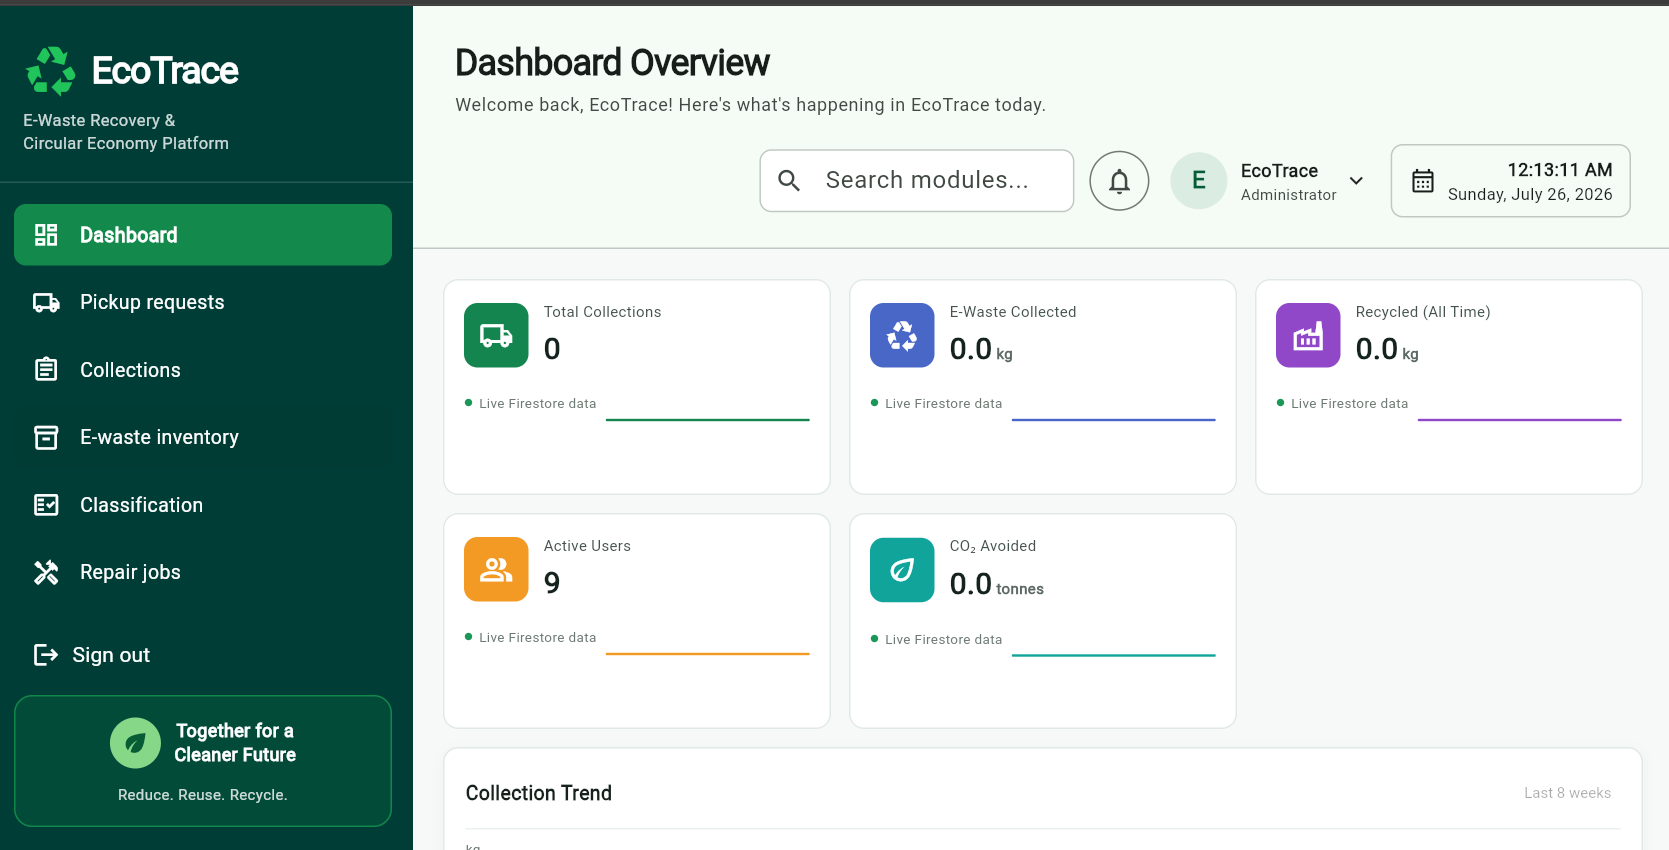 EcoTrace
E-Waste Recovery &
Circular Economy Platform
Dashboard
Pickup requests
Collections
E-waste inventory
Classification
Repair jobs
Sign out
Together for a
Cleaner Future
Reduce. Reuse. Recycle.
Dashboard Overview
Welcome back, EcoTrace! Here's what's happening in EcoTrace today.
Search modules...
E
EcoTrace
Administrator
12:13:11 AM
Sunday, July 26, 2026
Total Collections
0
Live Firestore data
E-Waste Collected
0.0 kg
Live Firestore data
Recycled (All Time)
0.0 kg
Live Firestore data
Active Users
9
Live Firestore data
CO₂ Avoided
0.0 tonnes
Live Firestore data
Collection Trend
Last 8 weeks
kg